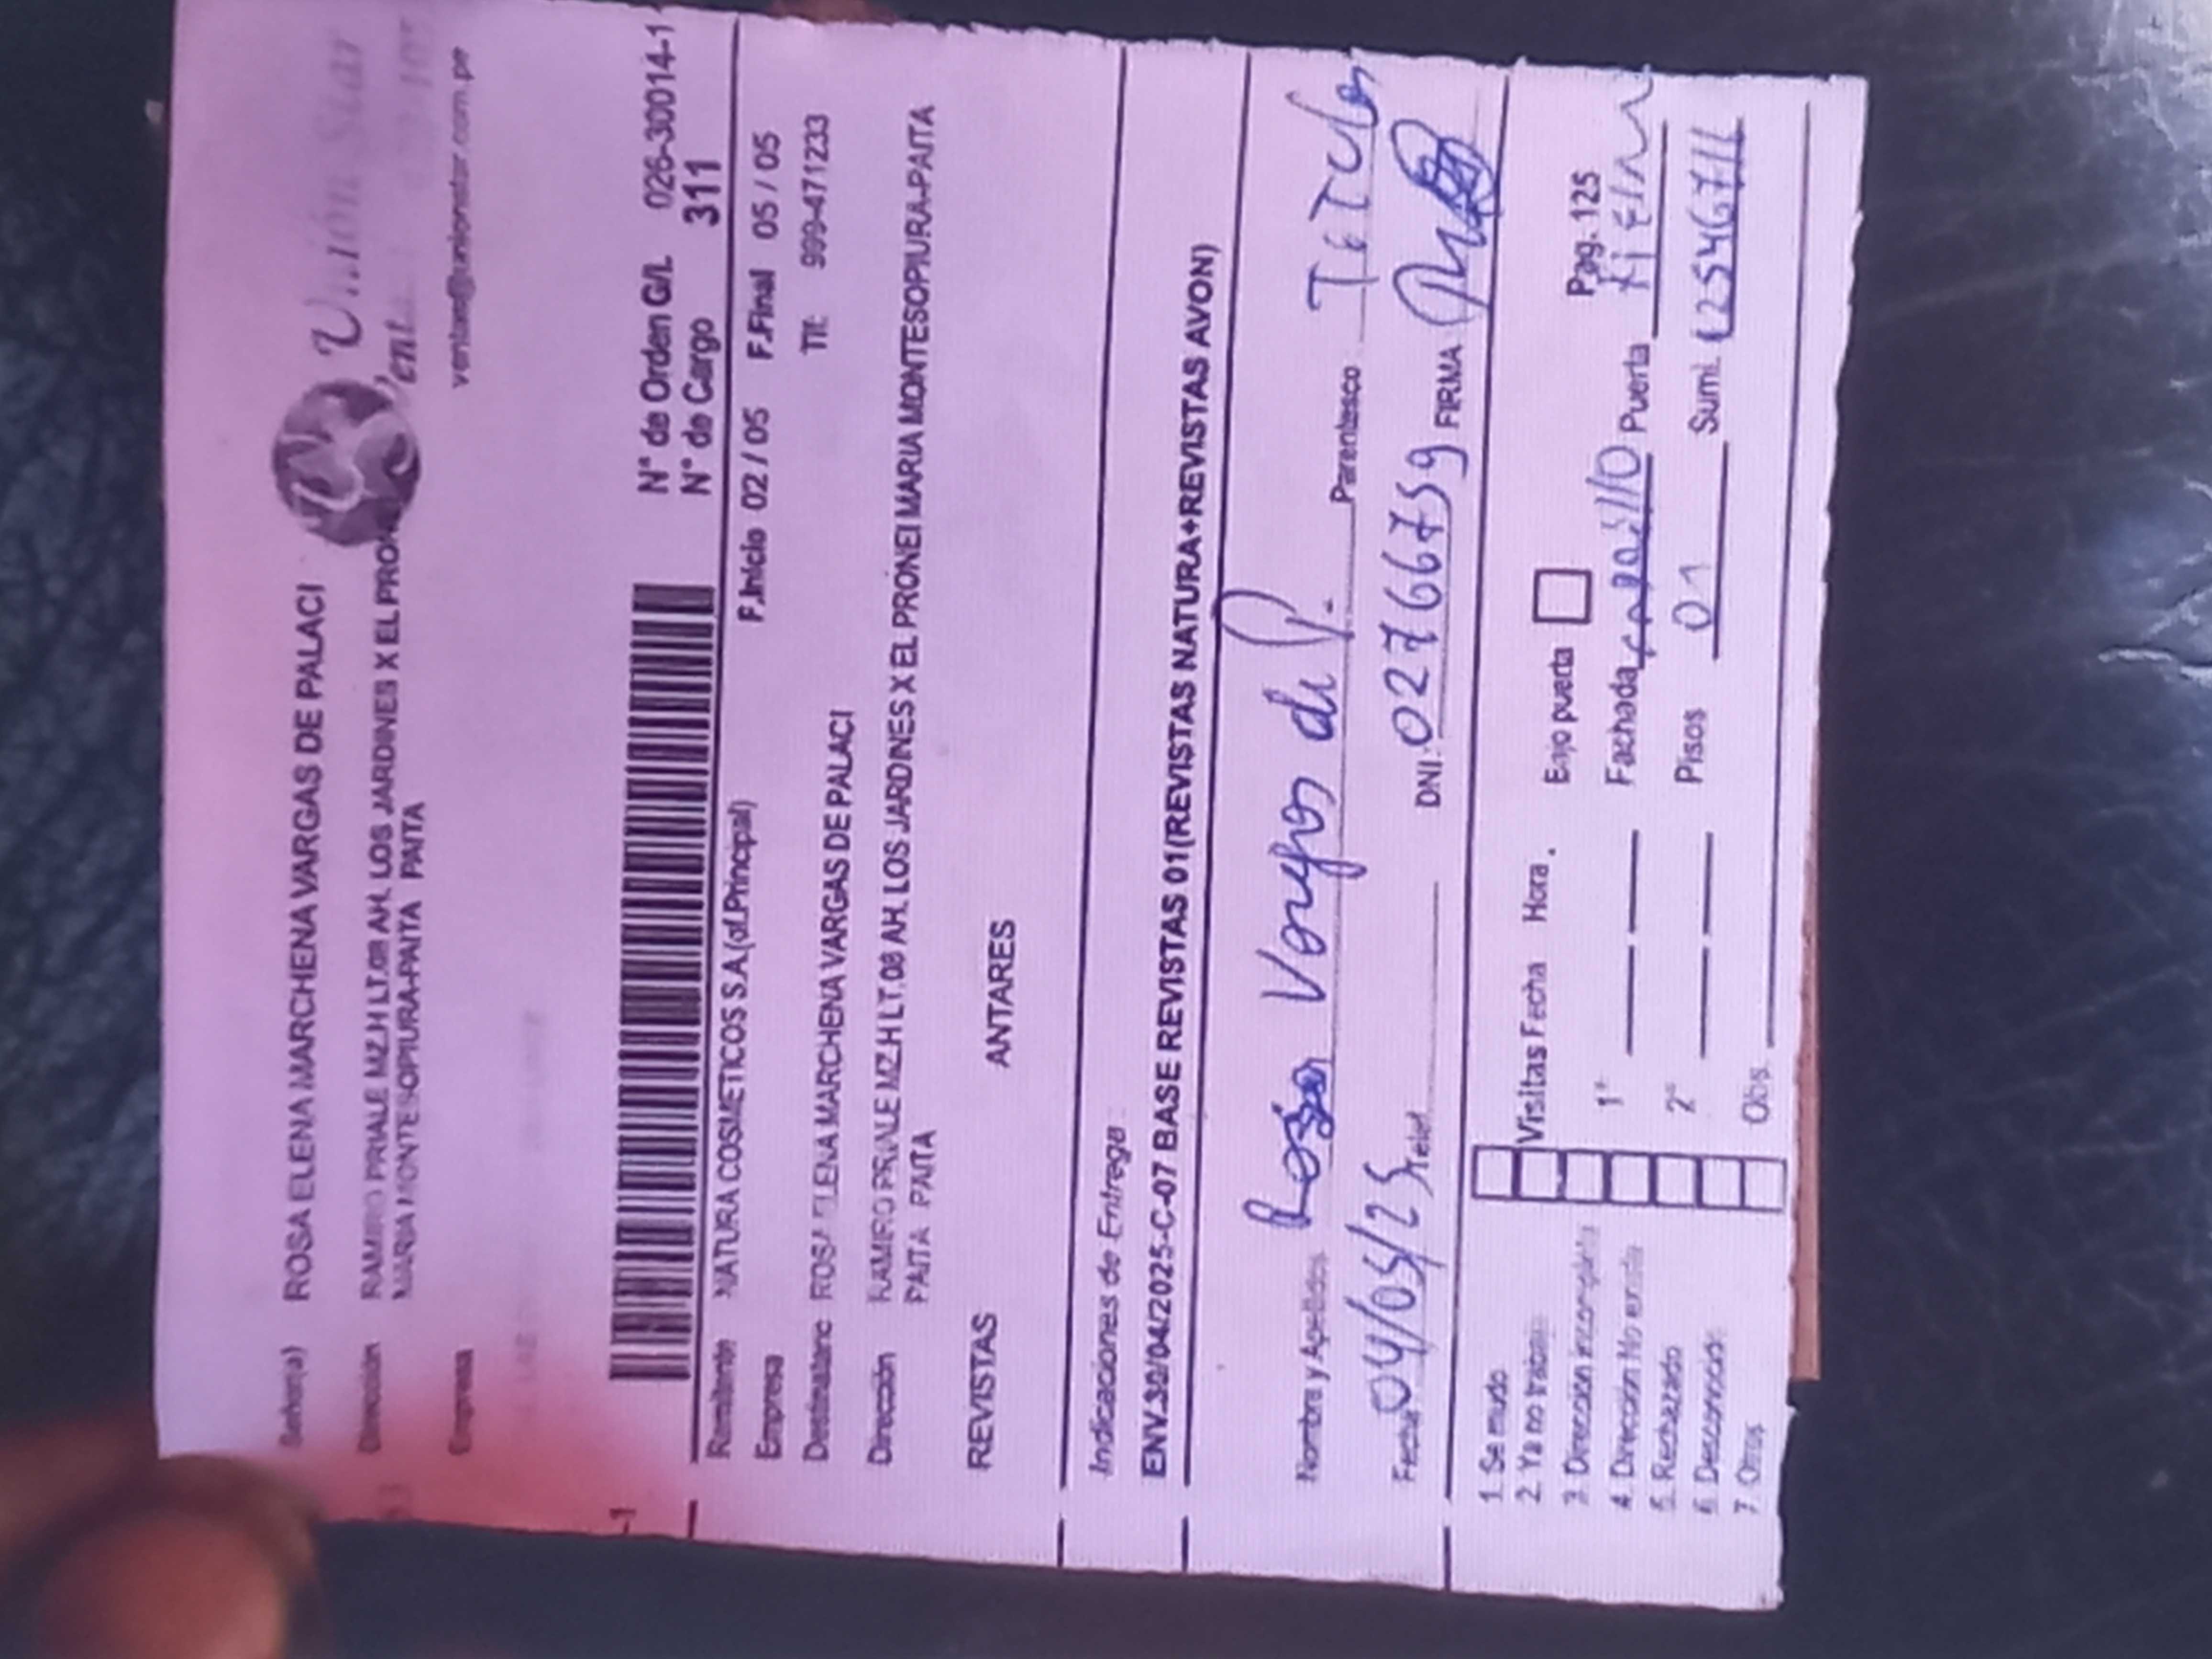 Señor(a) ROSA ELENA MARCHENA VARGAS DE PALACI
Dirección RAMIRO PRIALE MZ.H LT.08 AH. LOS JARDINES X EL PRON
MARIA MONTESOPIURA-PAITA PAITA
Empresa
Unión Star
ventas@unionstar.com.pe
N° de Orden G/L 026-30014-1
N° de Cargo 311
-1
F.Inicio 02 / 05 F.Final 05 / 05
Remitente NATURA COSMETICOS S.A.(of.Principal)
Empresa Tlf: 999-471233
Destinatario ROSA ELENA MARCHENA VARGAS DE PALACI
Dirección RAMIRO PRIALE MZ.H LT.08 AH. LOS JARDINES X EL PRONEI MARIA MONTESOPIURA-PAITA
PAITA PAITA
REVISTAS ANTARES
Indicaciones de Entrega :
ENV.30/04/2025-C-07 BASE REVISTAS 01(REVISTAS NATURA+REVISTAS AVON)
Nombre y Apellidos Rosa Vargas de P. Parentesco
Fecha 04/05/25 Telef. DNI: 02766759 FIRMA
1. Se mudo
2. Ya no trabaja
3. Dirección incompleta
4. Dirección No existe
5. Rechazado
6. Desconocido
7. Otros
Visitas Fecha Hora. Bajo puerta Pag. 125
1° Fachada Puerta
2° Pisos 01 Sumi.
Obs.